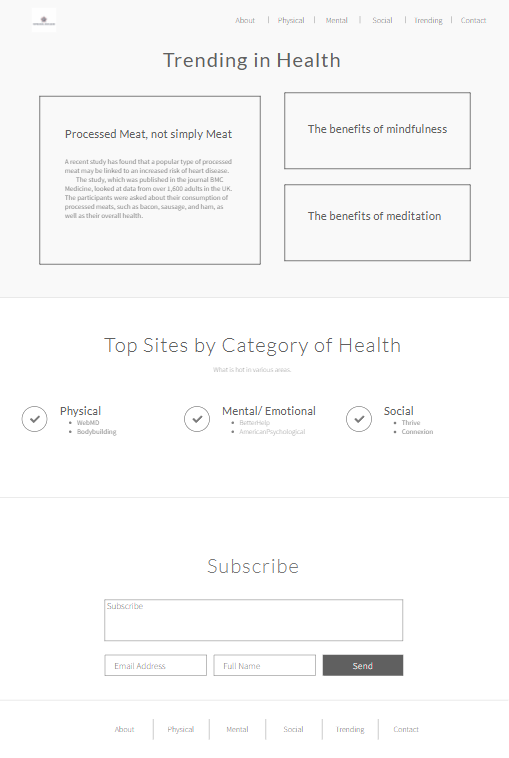 About | Physical | Mental | Social | Trending | Contact
Trending in Health
Processed Meat, not simply Meat
A recent study has found that a popular type of processed
meat may be linked to an increased risk of heart disease.
The study, which was published in the journal BMC
Medicine, looked at data from over 1,600 adults in the UK.
The participants were asked about their consumption of
processed meats, such as bacon, sausage, and ham, as
well as their overall health.
The benefits of mindfulness
The benefits of meditation
Top Sites by Category of Health
What is hot in various areas.
Physical
• WebMD
• Bodybuilding
Mental/ Emotional
• BetterHelp
• AmericanPsychological
Social
• Thrive
• Connexion
Subscribe
Subscribe
Email Address
Full Name
Send
About | Physical | Mental | Social | Trending | Contact